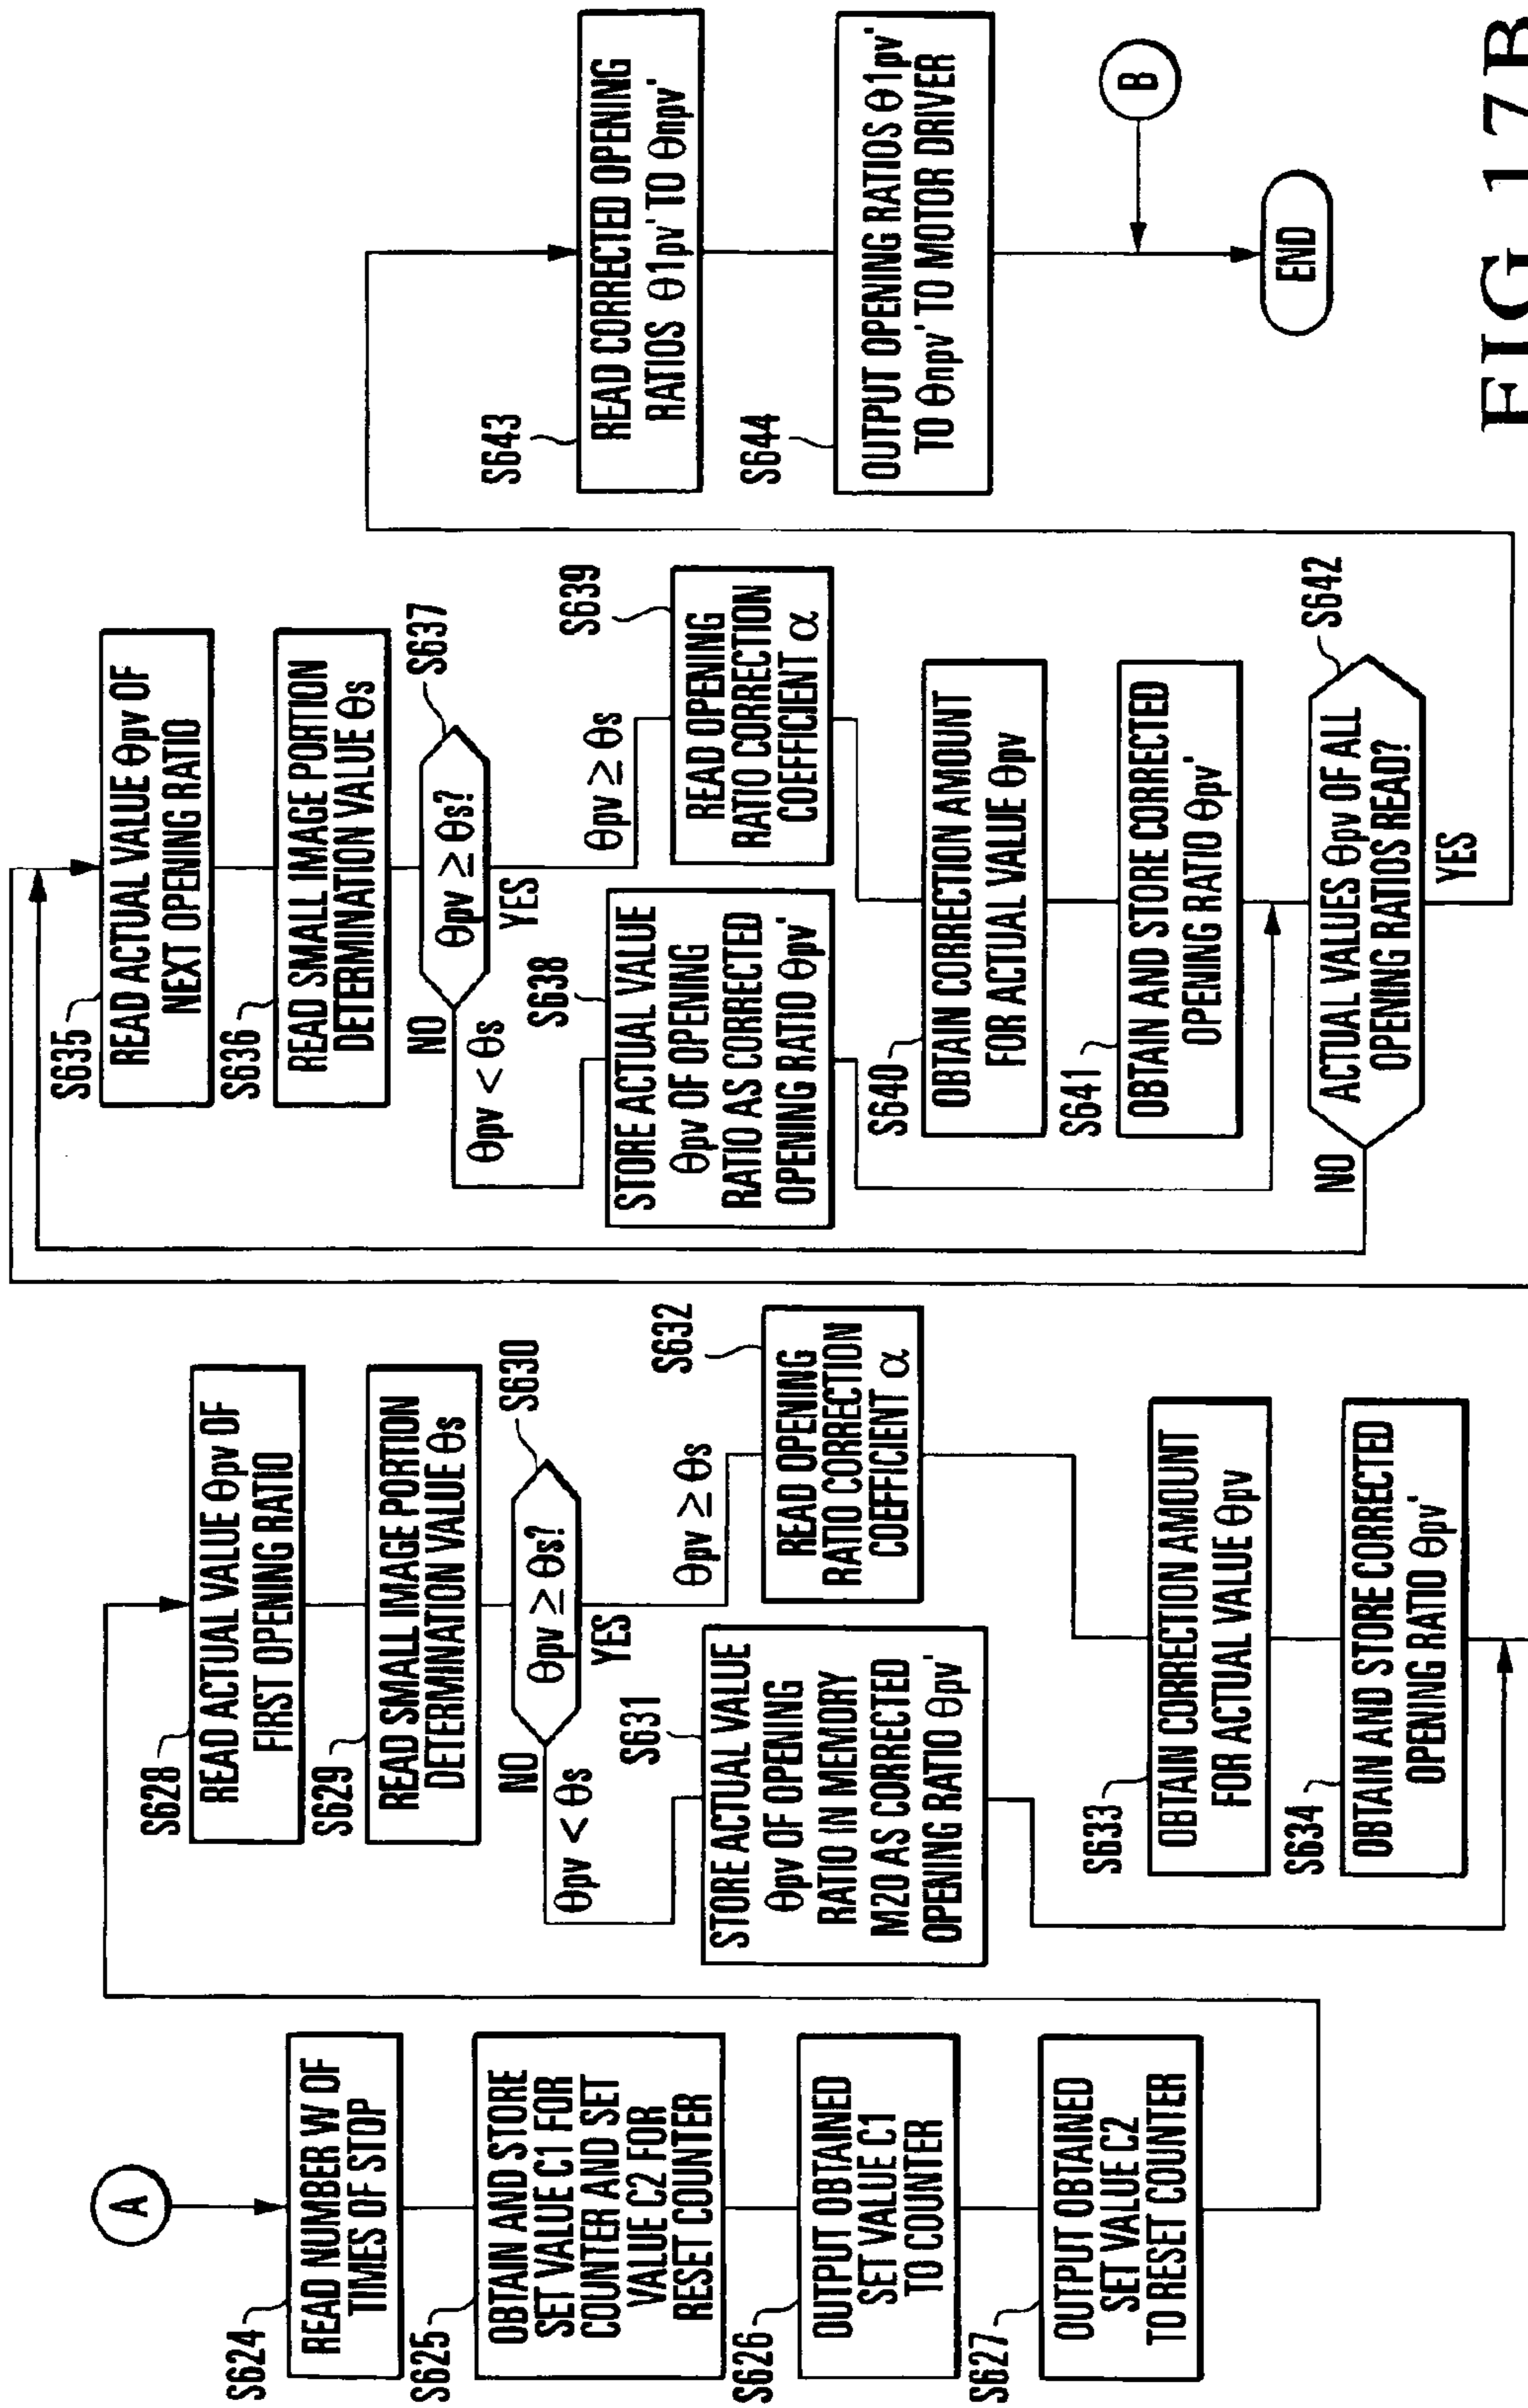 A
S624
READ NUMBER W OF
TIMES OF STOP
S625
OBTAIN AND STORE
SET VALUE C1 FOR
COUNTER AND SET
VALUE C2 FOR
RESET COUNTER
S626
OUTPUT OBTAINED
SET VALUE C1
TO COUNTER
S627
OUTPUT OBTAINED
SET VALUE C2
TO RESET COUNTER
S628
READ ACTUAL VALUE θpv OF
FIRST OPENING RATIO
S629
READ SMALL IMAGE PORTION
DETERMINATION VALUE θs
S630
θpv ≥ θs?
NO
YES
θpv < θs
θpv ≥ θs
S631
STORE ACTUAL VALUE
θpv OF OPENING
RATIO IN MEMORY
M20 AS CORRECTED
OPENING RATIO θpv'
S632
READ OPENING
RATIO CORRECTION
COEFFICIENT α
S633
OBTAIN CORRECTION AMOUNT
FOR ACTUAL VALUE θpv
S634
OBTAIN AND STORE CORRECTED
OPENING RATIO θpv'
S635
READ ACTUAL VALUE θpv OF
NEXT OPENING RATIO
S636
READ SMALL IMAGE PORTION
DETERMINATION VALUE θs
S637
θpv ≥ θs?
NO
YES
θpv < θs
θpv ≥ θs
S638
STORE ACTUAL VALUE
θpv OF OPENING
RATIO AS CORRECTED
OPENING RATIO θpv'
S639
READ OPENING
RATIO CORRECTION
COEFFICIENT α
S640
OBTAIN CORRECTION AMOUNT
FOR ACTUAL VALUE θpv
S641
OBTAIN AND STORE CORRECTED
OPENING RATIO θpv'
S642
ACTUAL VALUES θpv OF ALL
OPENING RATIOS READ?
NO
YES
S643
READ CORRECTED OPENING
RATIOS θ1pv' TO θnpv'
S644
OUTPUT OPENING RATIOS θ1pv'
TO θnpv' TO MOTOR DRIVER
B
END
FIG. 17B